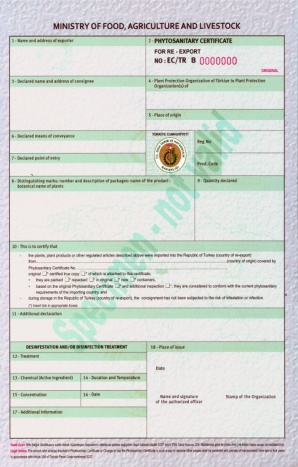 MINISTRY OF FOOD, AGRICULTURE AND LIVESTOCK
1 - Name and address of exporter
2 - PHYTOSANITARY CERTIFICATE
FOR RE - EXPORT
NO : EC/TR B 0000000
ORIGINAL
3 - Declared name and address of consignee
4 - Plant Protection Organization of Türkiye to Plant Protection
Organization(s) of
5 - Place of origin
6 - Declared means of conveyance
TÜRKİYE CUMHURİYETİ
Reg. No
7 - Declared point of entry
Prod. Code
8 - Distinguishing marks: number and description of packages: name of the product:
botanical name of plants
9 - Quantity declared
Specimen - not valid
10 - This is to certify that
- the plants, plant products or other regulated articles described above were imported into the Republic of Turkey (country of re-export)
from (country of origin) covered by
Phytosanitary Certificate No.
original certified true copy of which is attached to this certificate.
- they are packed repacked in original new containers,
- based on the original Phytosanitary Certificate and additional inspection , they are considered to conform with the current phytosanitary
requirements of the importing country and
- during storage in the Republic of Turkey (country of re-export), the consignment has not been subjected to the risk of infestation or infection.
(*) Insert tick in appropriate boxes
11 - Additional declaration
DISINFESTATION AND/OR DISINFECTION TREATMENT
18 - Place of issue
12 - Treatment
Date
13 - Chemical (Active Ingredient)
14 - Duration and Temperature
15 - Concentration
16 - Date
Name and signature
of the authorized officer
Stamp of the Organization
17 - Additional Information